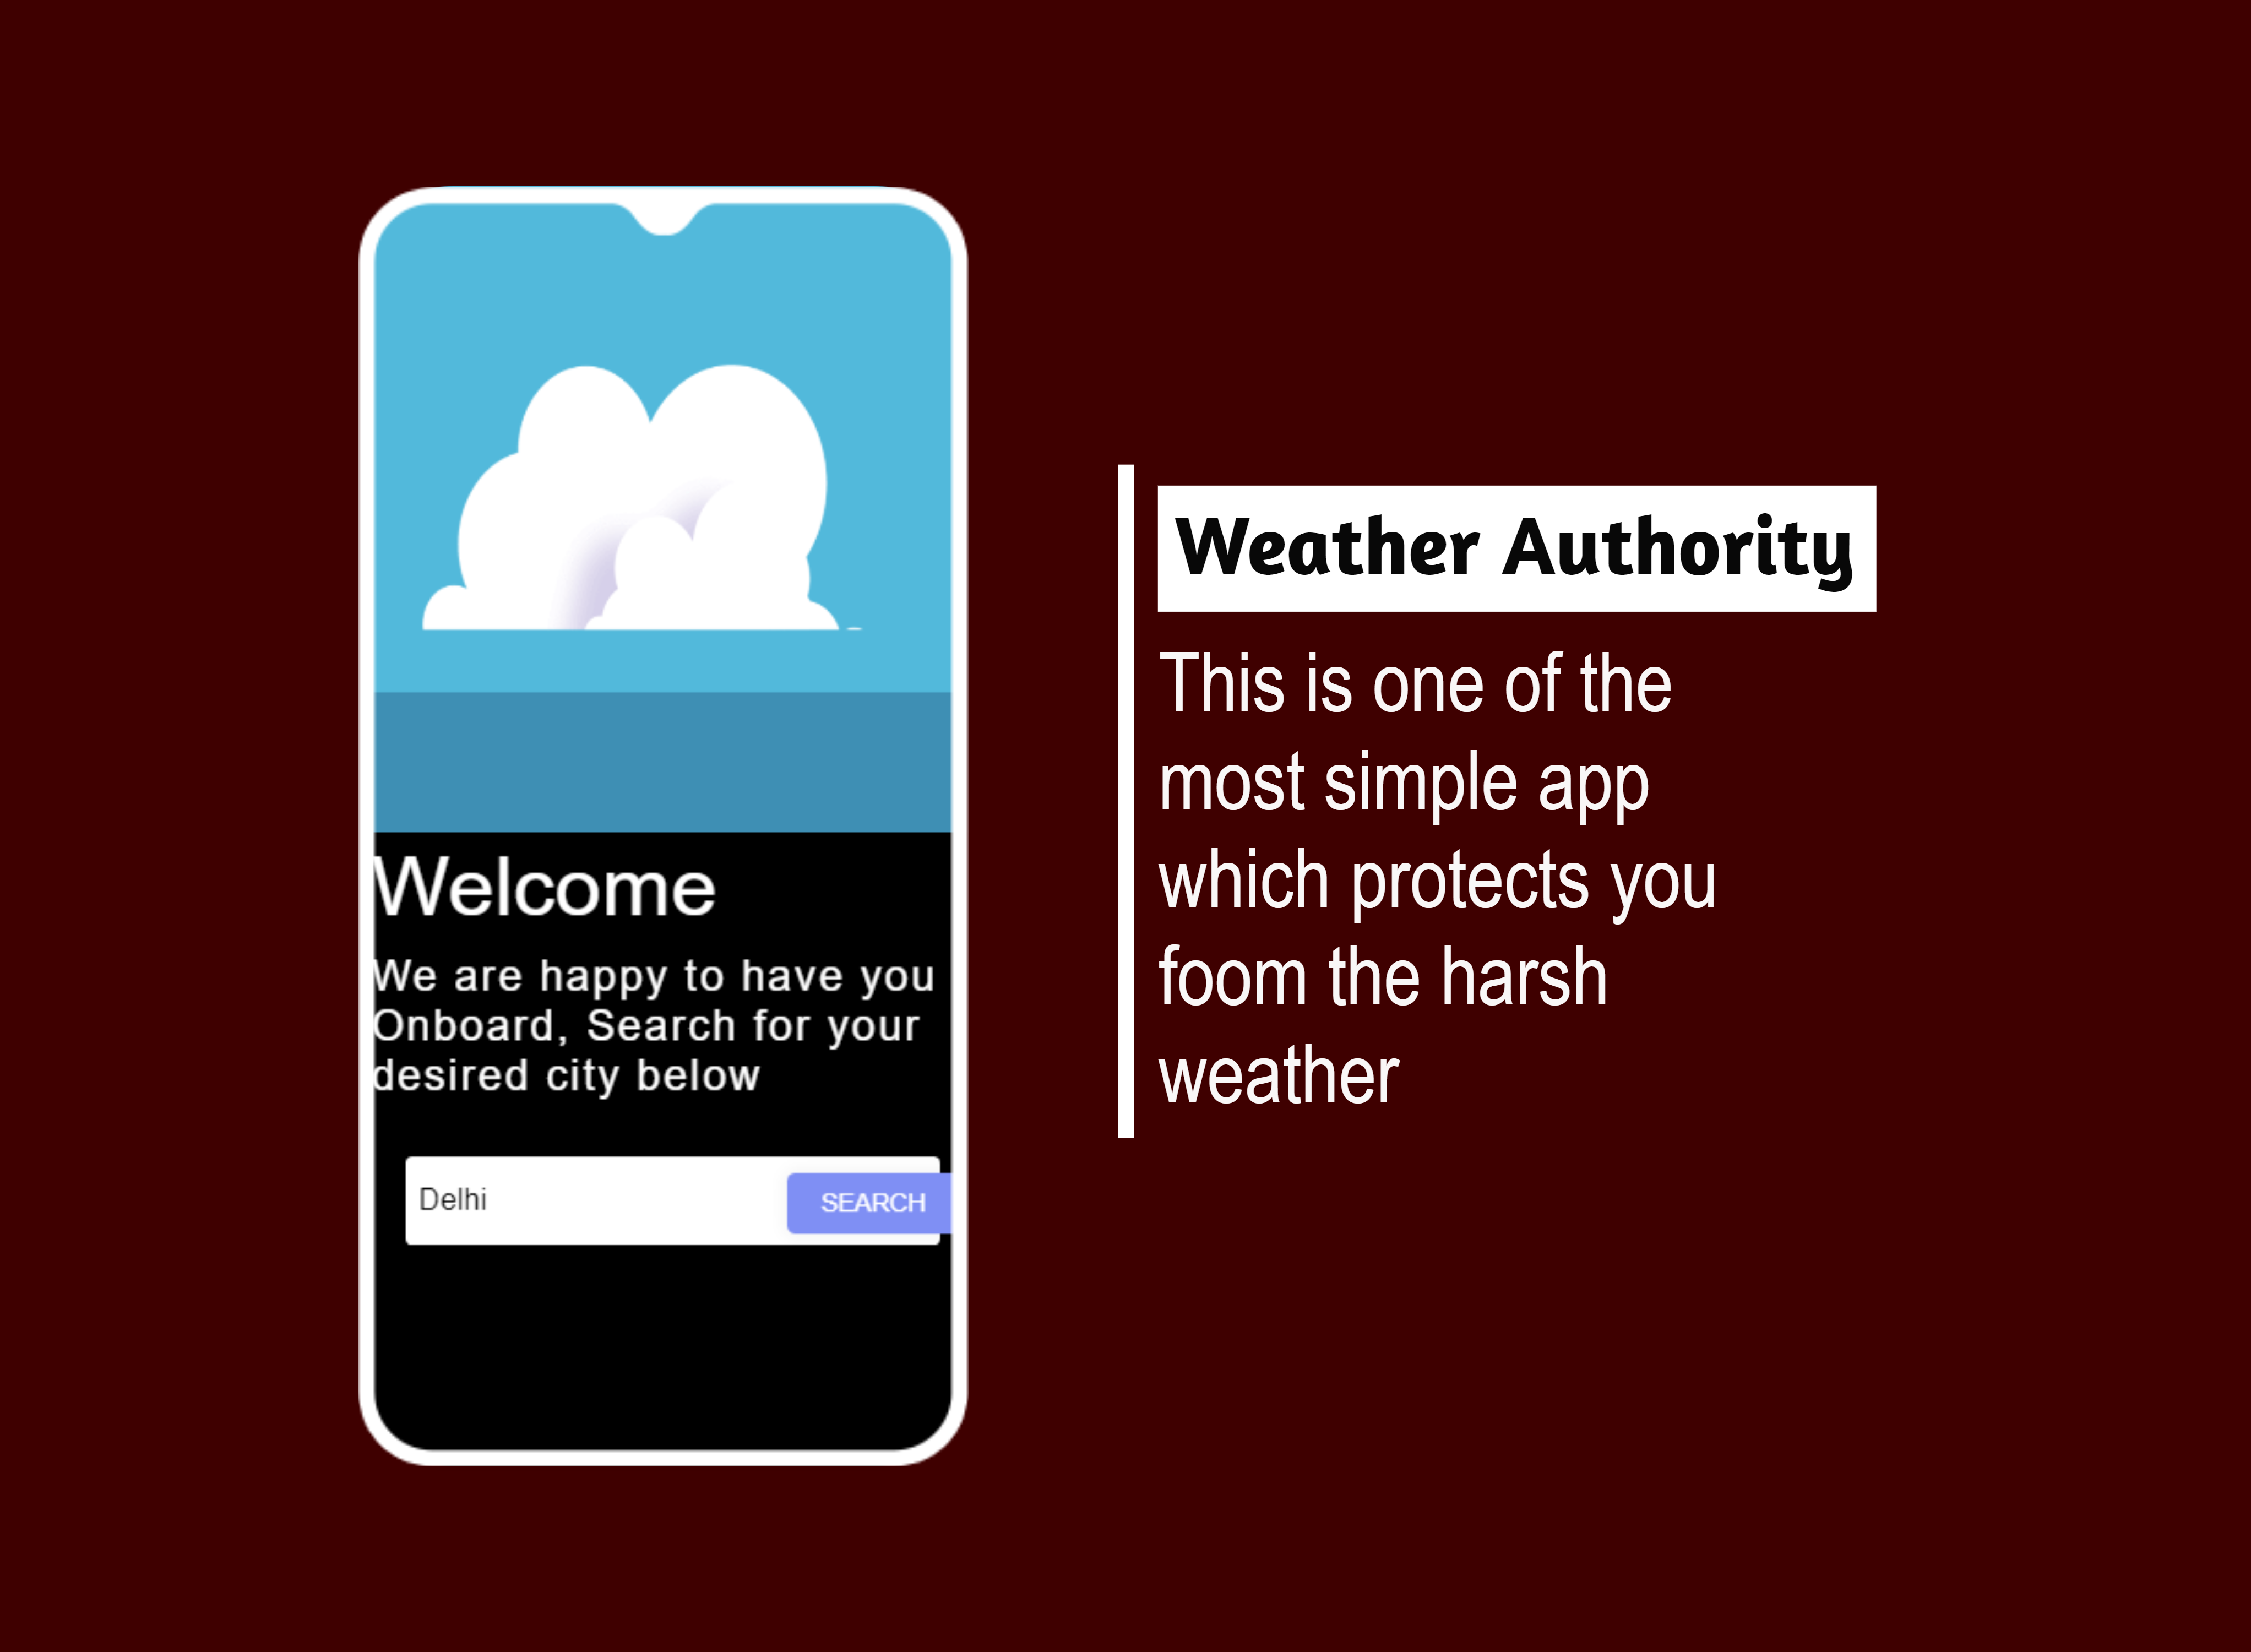 Welcome
We are happy to have you
Onboard, Search for your
desired city below
Delhi
SEARCH
Weather Authority
This is one of the
most simple app
which protects you
foom the harsh
weather